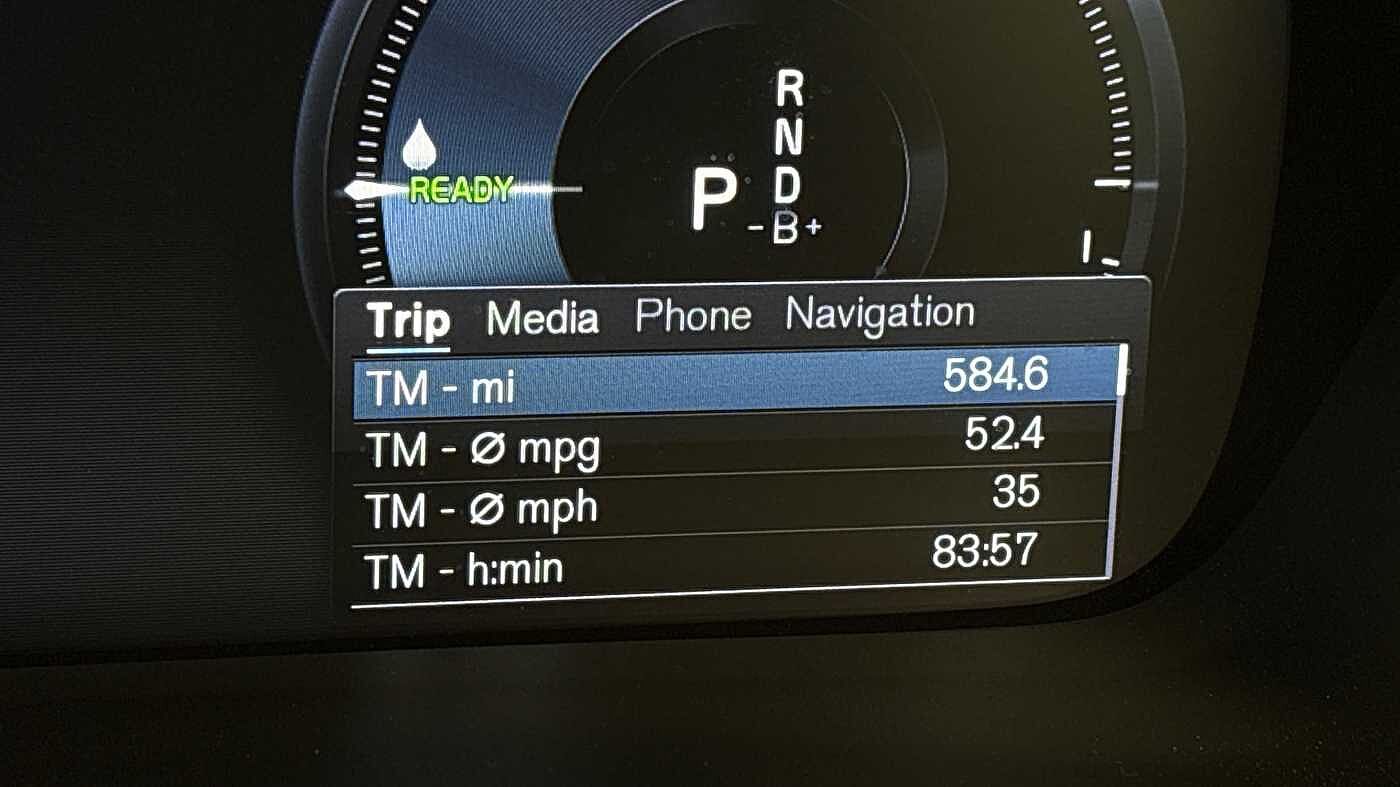 R
N
D
P
-B+
READY
Trip Media Phone Navigation
TM - mi 584.6
TM - Ø mpg 52.4
TM - Ø mph 35
TM - h:min 83:57